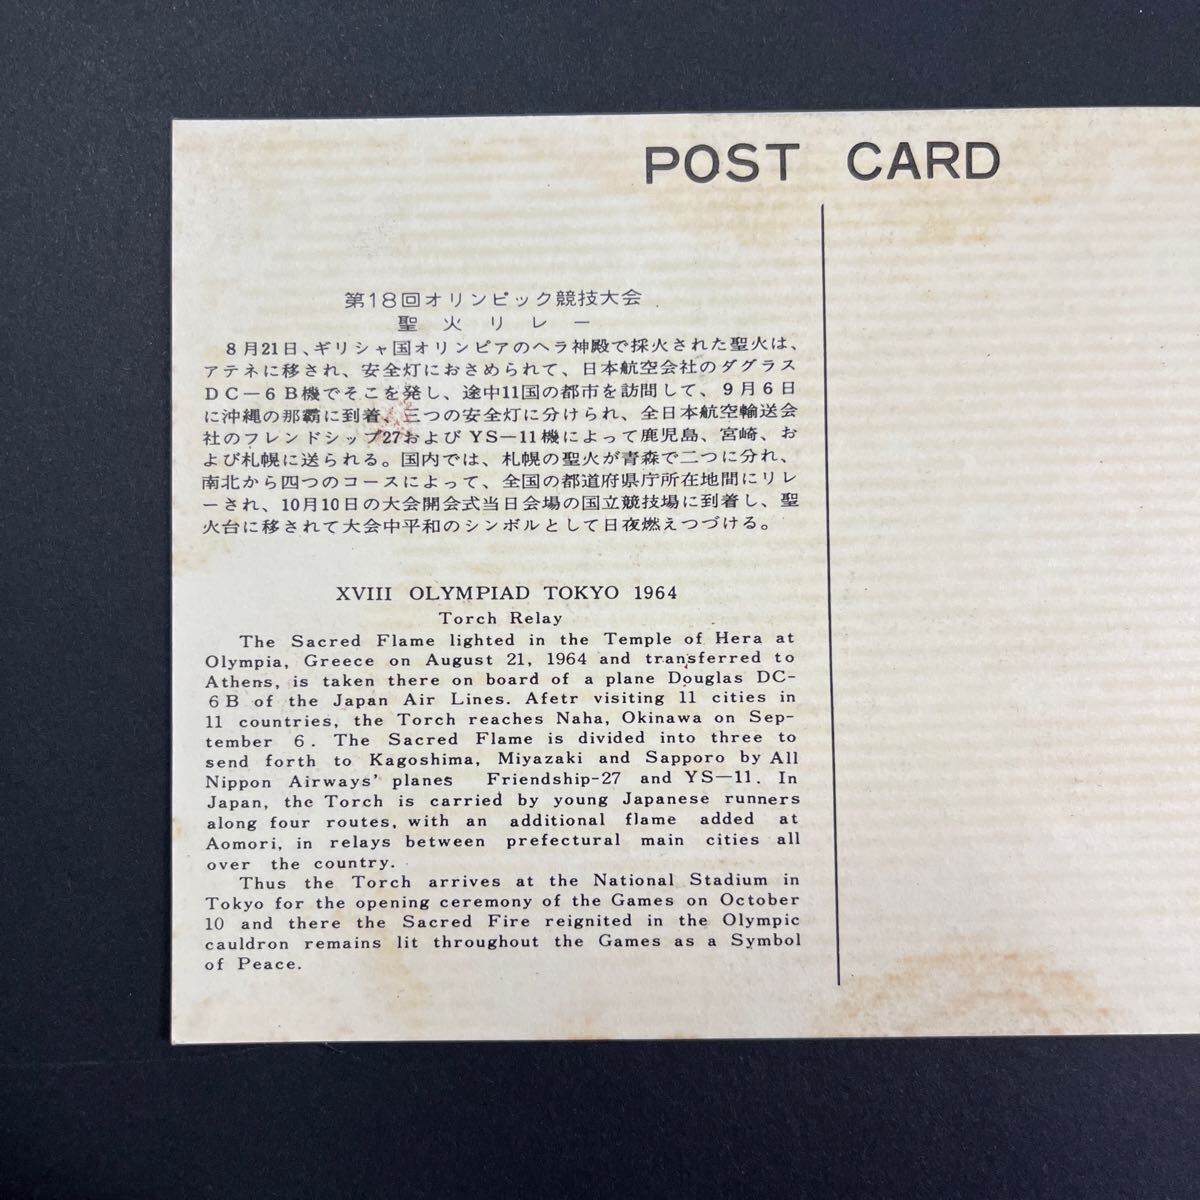 POST CARD
第18回オリンピック競技大会
聖火リレー
8月21日、ギリシャ国オリンピアのヘラ神殿で採火された聖火は、
アテネに移され、安全灯におさめられて、日本航空会社のダグラス
DC－6B機でそこを発し、途中11国の都市を訪問して、9月6日
に沖縄の那覇に到着、三つの安全灯に分けられ、全日本航空輸送会
社のフレンドシップ27およびYS－11機によって鹿児島、宮崎、お
よび札幌に送られる。国内では、札幌の聖火が青森で二つに分れ、
南北から四つのコースによって、全国の都道府県庁所在地間にリレ
ーされ、10月10日の大会開会式当日会場の国立競技場に到着し、聖
火台に移されて大会中平和のシンボルとして日夜燃えつづける。
XVIII OLYMPIAD TOKYO 1964
Torch Relay
The Sacred Flame lighted in the Temple of Hera at
Olympia, Greece on August 21, 1964 and transferred to
Athens, is taken there on board of a plane Douglas DC-
6B of the Japan Air Lines. Afetr visiting 11 cities in
11 countries, the Torch reaches Naha, Okinawa on Sep-
tember 6. The Sacred Flame is divided into three to
send forth to Kagoshima, Miyazaki and Sapporo by All
Nippon Airways' planes Friendship-27 and YS—11. In
Japan, the Torch is carried by young Japanese runners
along four routes, with an additional flame added at
Aomori, in relays between prefectural main cities all
over the country.
Thus the Torch arrives at the National Stadium in
Tokyo for the opening ceremony of the Games on October
10 and there the Sacred Fire reignited in the Olympic
cauldron remains lit throughout the Games as a Symbol
of Peace.